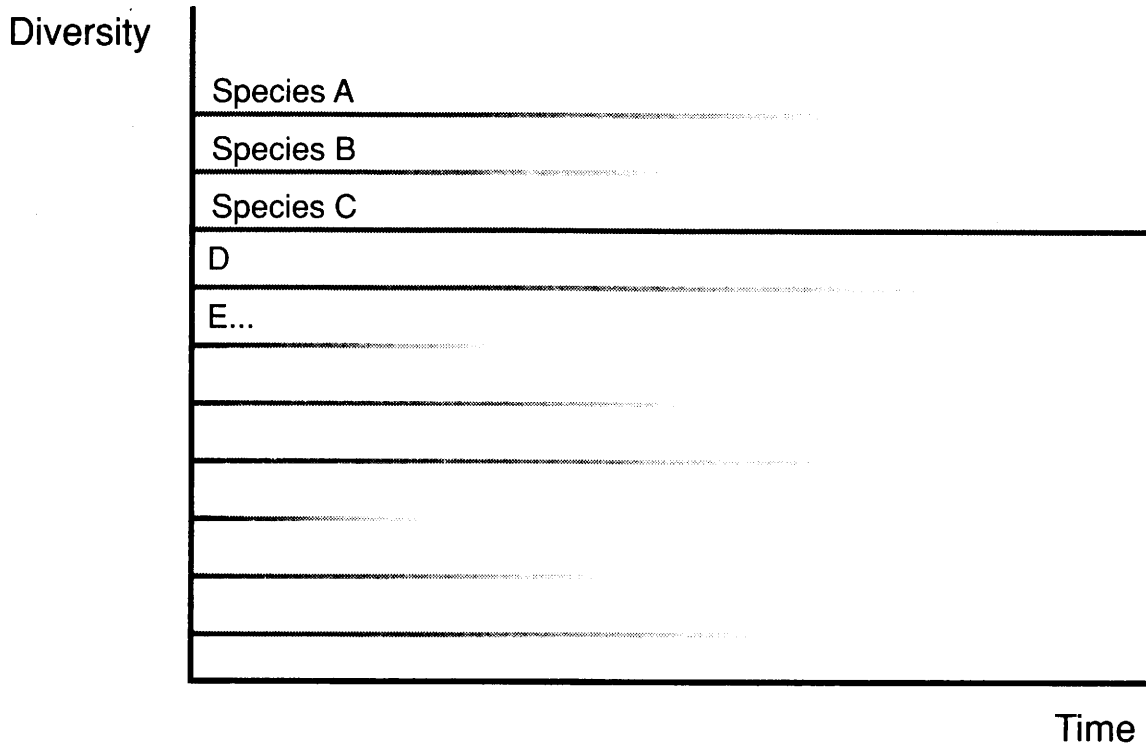 Diversity
Species A
Species B
Species C
D
E...
Time